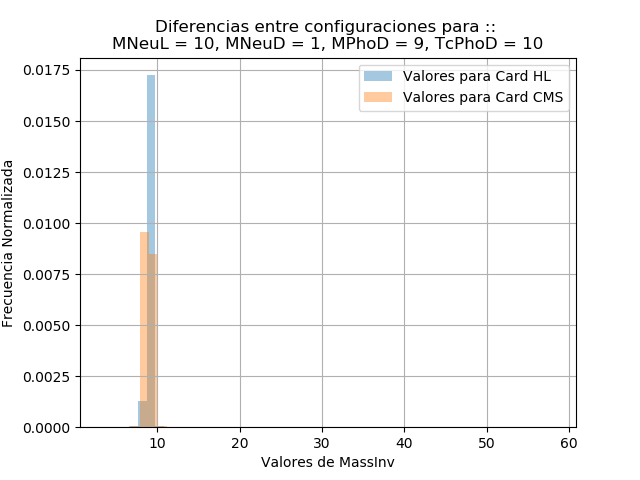 Diferencias entre configuraciones para ::
MNeuL = 10, MNeuD = 1, MPhoD = 9, TcPhoD = 10
Valores para Card HL
Valores para Card CMS
Frecuencia Normalizada
0.0175
0.0150
0.0125
0.0100
0.0075
0.0050
0.0025
0.0000
10 20 30 40 50 60
Valores de MassInv